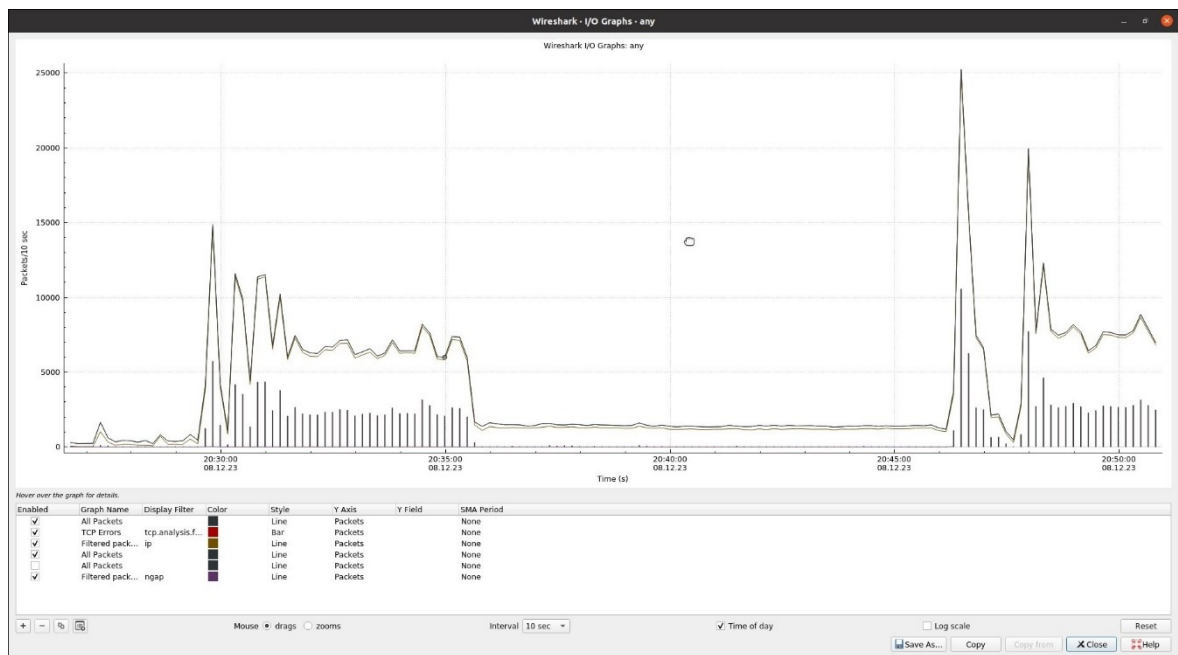 Wireshark · I/O Graphs · any
Wireshark I/O Graphs: any
25000
20000
15000
10000
5000
0
Packets/10 sec
20:30:00 20:35:00 20:40:00 20:45:00 20:50:00
08.12.23 08.12.23 08.12.23 08.12.23 08.12.23
Time (s)
Hover over the graph for details.
Enabled Graph Name Display Filter Color Style Y Axis Y Field SMA Period
All Packets Line Packets None
TCP Errors tcp.analysis.f... Bar Packets None
Filtered pack... ip Line Packets None
All Packets Line Packets None
All Packets Line Packets None
Filtered pack... ngap Line Packets None
Mouse drags zooms Interval 10 sec Time of day Log scale Reset
Save As... Copy Copy from Close Help